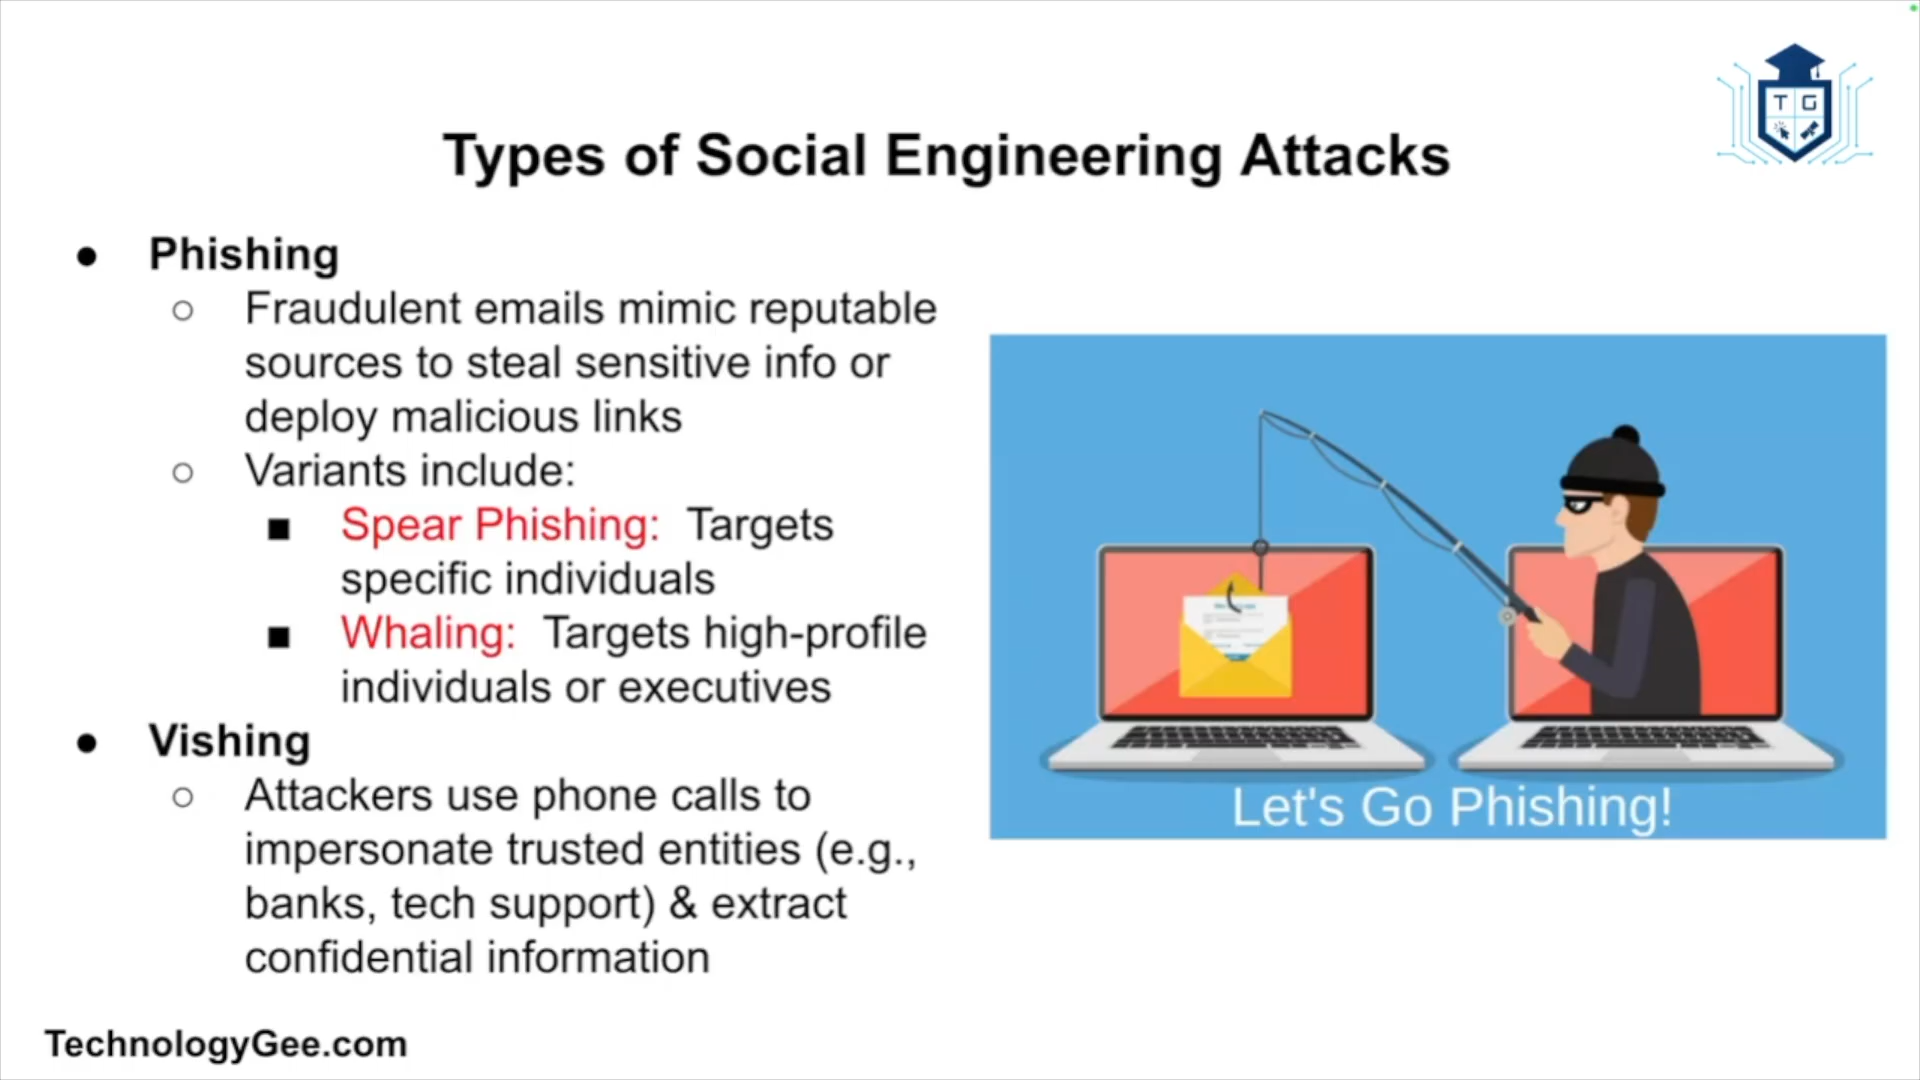 T G
Types of Social Engineering Attacks
● Phishing
○ Fraudulent emails mimic reputable
sources to steal sensitive info or
deploy malicious links
○ Variants include:
■ Spear Phishing: Targets
specific individuals
■ Whaling: Targets high-profile
individuals or executives
● Vishing
○ Attackers use phone calls to
impersonate trusted entities (e.g.,
banks, tech support) & extract
confidential information
Let's Go Phishing!
TechnologyGee.com